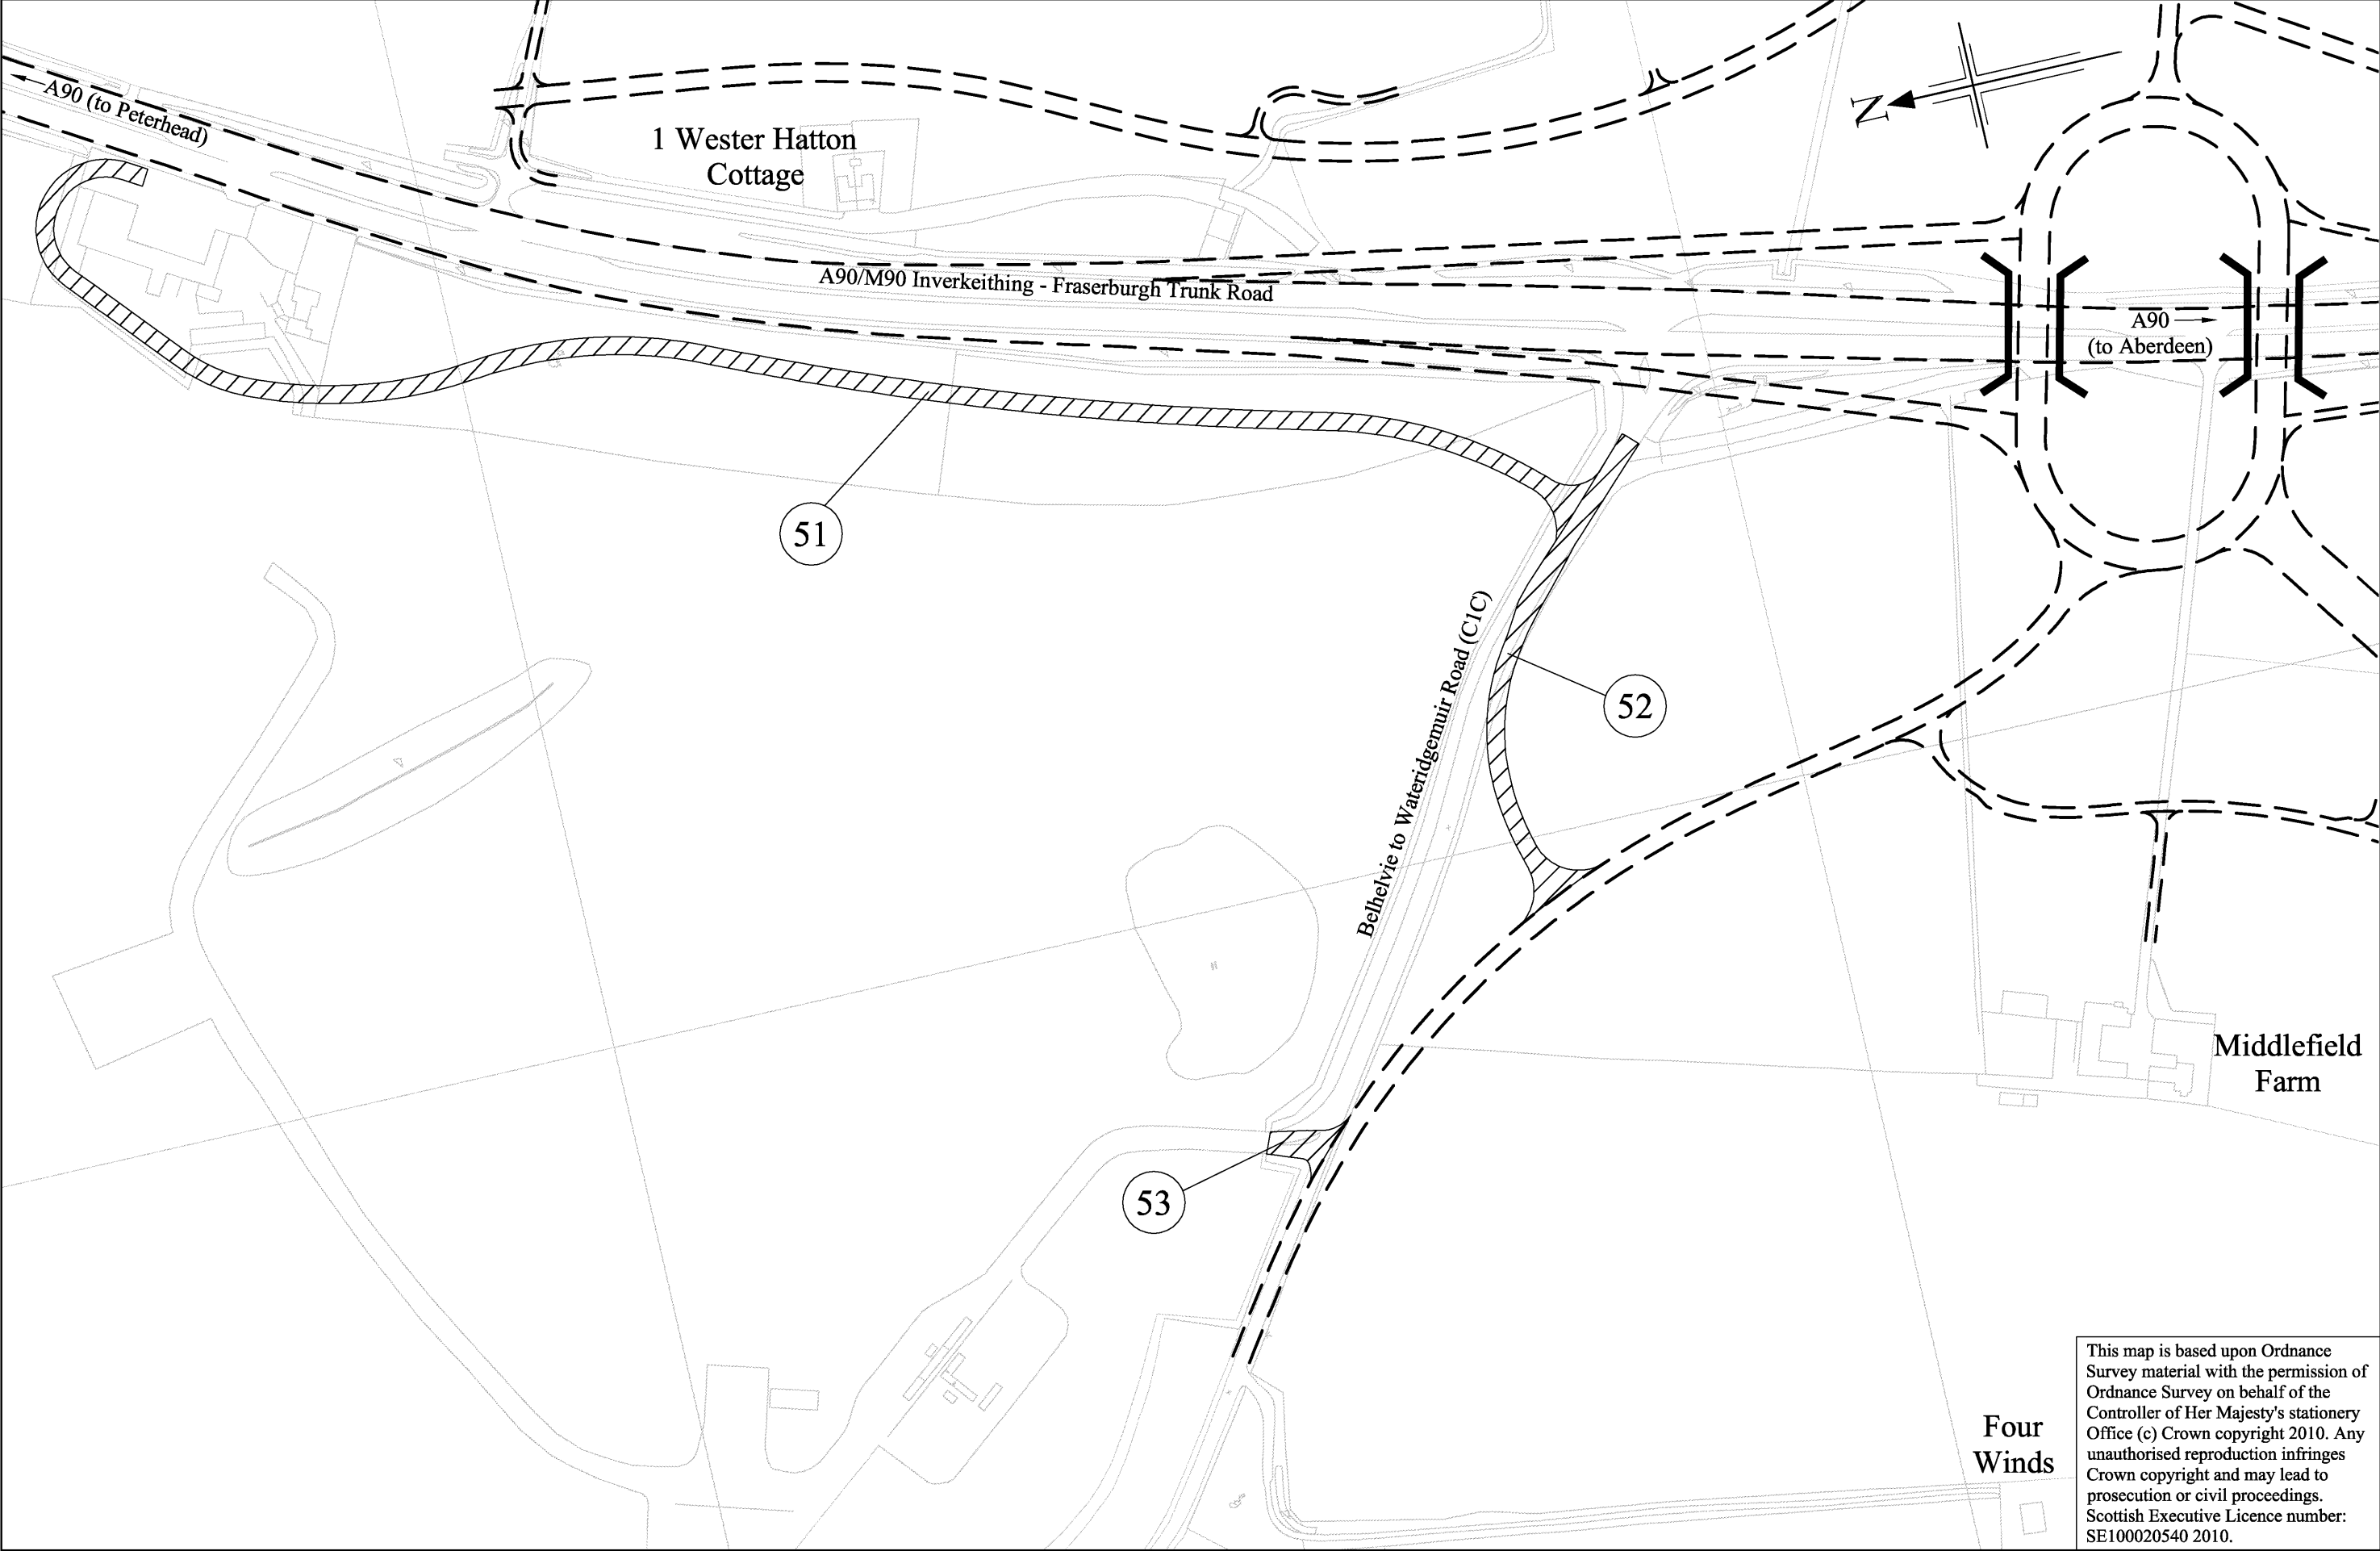 A90 (to Peterhead)
1 Wester Hatton
Cottage
N
A90/M90 Inverkeithing - Fraserburgh Trunk Road
A90
(to Aberdeen)
51
52
Belhelvie to Wateridgemuir Road (C1C)
53
Middlefield
Farm
Four
Winds
This map is based upon Ordnance
Survey material with the permission of
Ordnance Survey on behalf of the
Controller of Her Majesty's stationery
Office (c) Crown copyright 2010. Any
unauthorised reproduction infringes
Crown copyright and may lead to
prosecution or civil proceedings.
Scottish Executive Licence number:
SE100020540 2010.